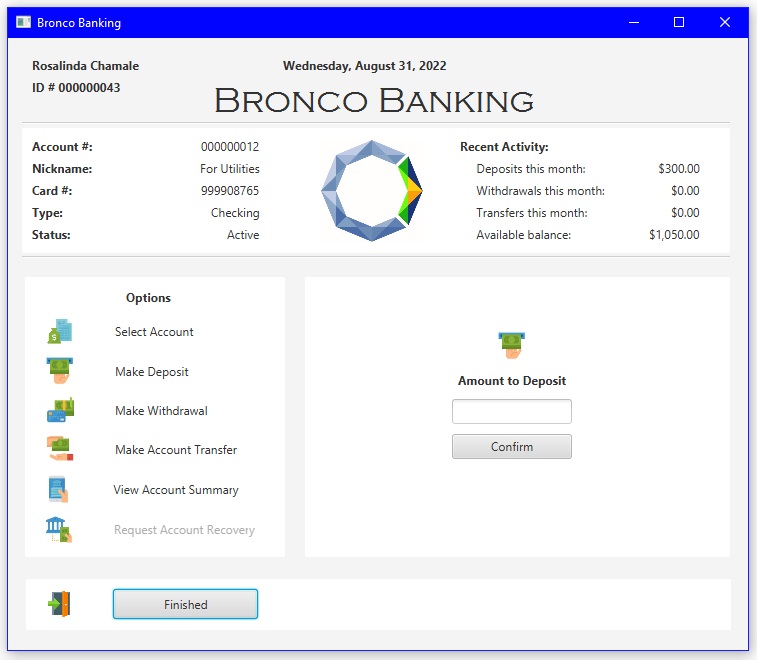 Bronco Banking
Rosalinda Chamale
Wednesday, August 31, 2022
ID # 000000043
Bronco Banking
Account #: 000000012
Nickname: For Utilities
Card #: 999908765
Type: Checking
Status: Active
Recent Activity:
Deposits this month: $300.00
Withdrawals this month: $0.00
Transfers this month: $0.00
Available balance: $1,050.00
Options
Select Account
Make Deposit
Make Withdrawal
Make Account Transfer
View Account Summary
Request Account Recovery
Amount to Deposit
Confirm
Finished